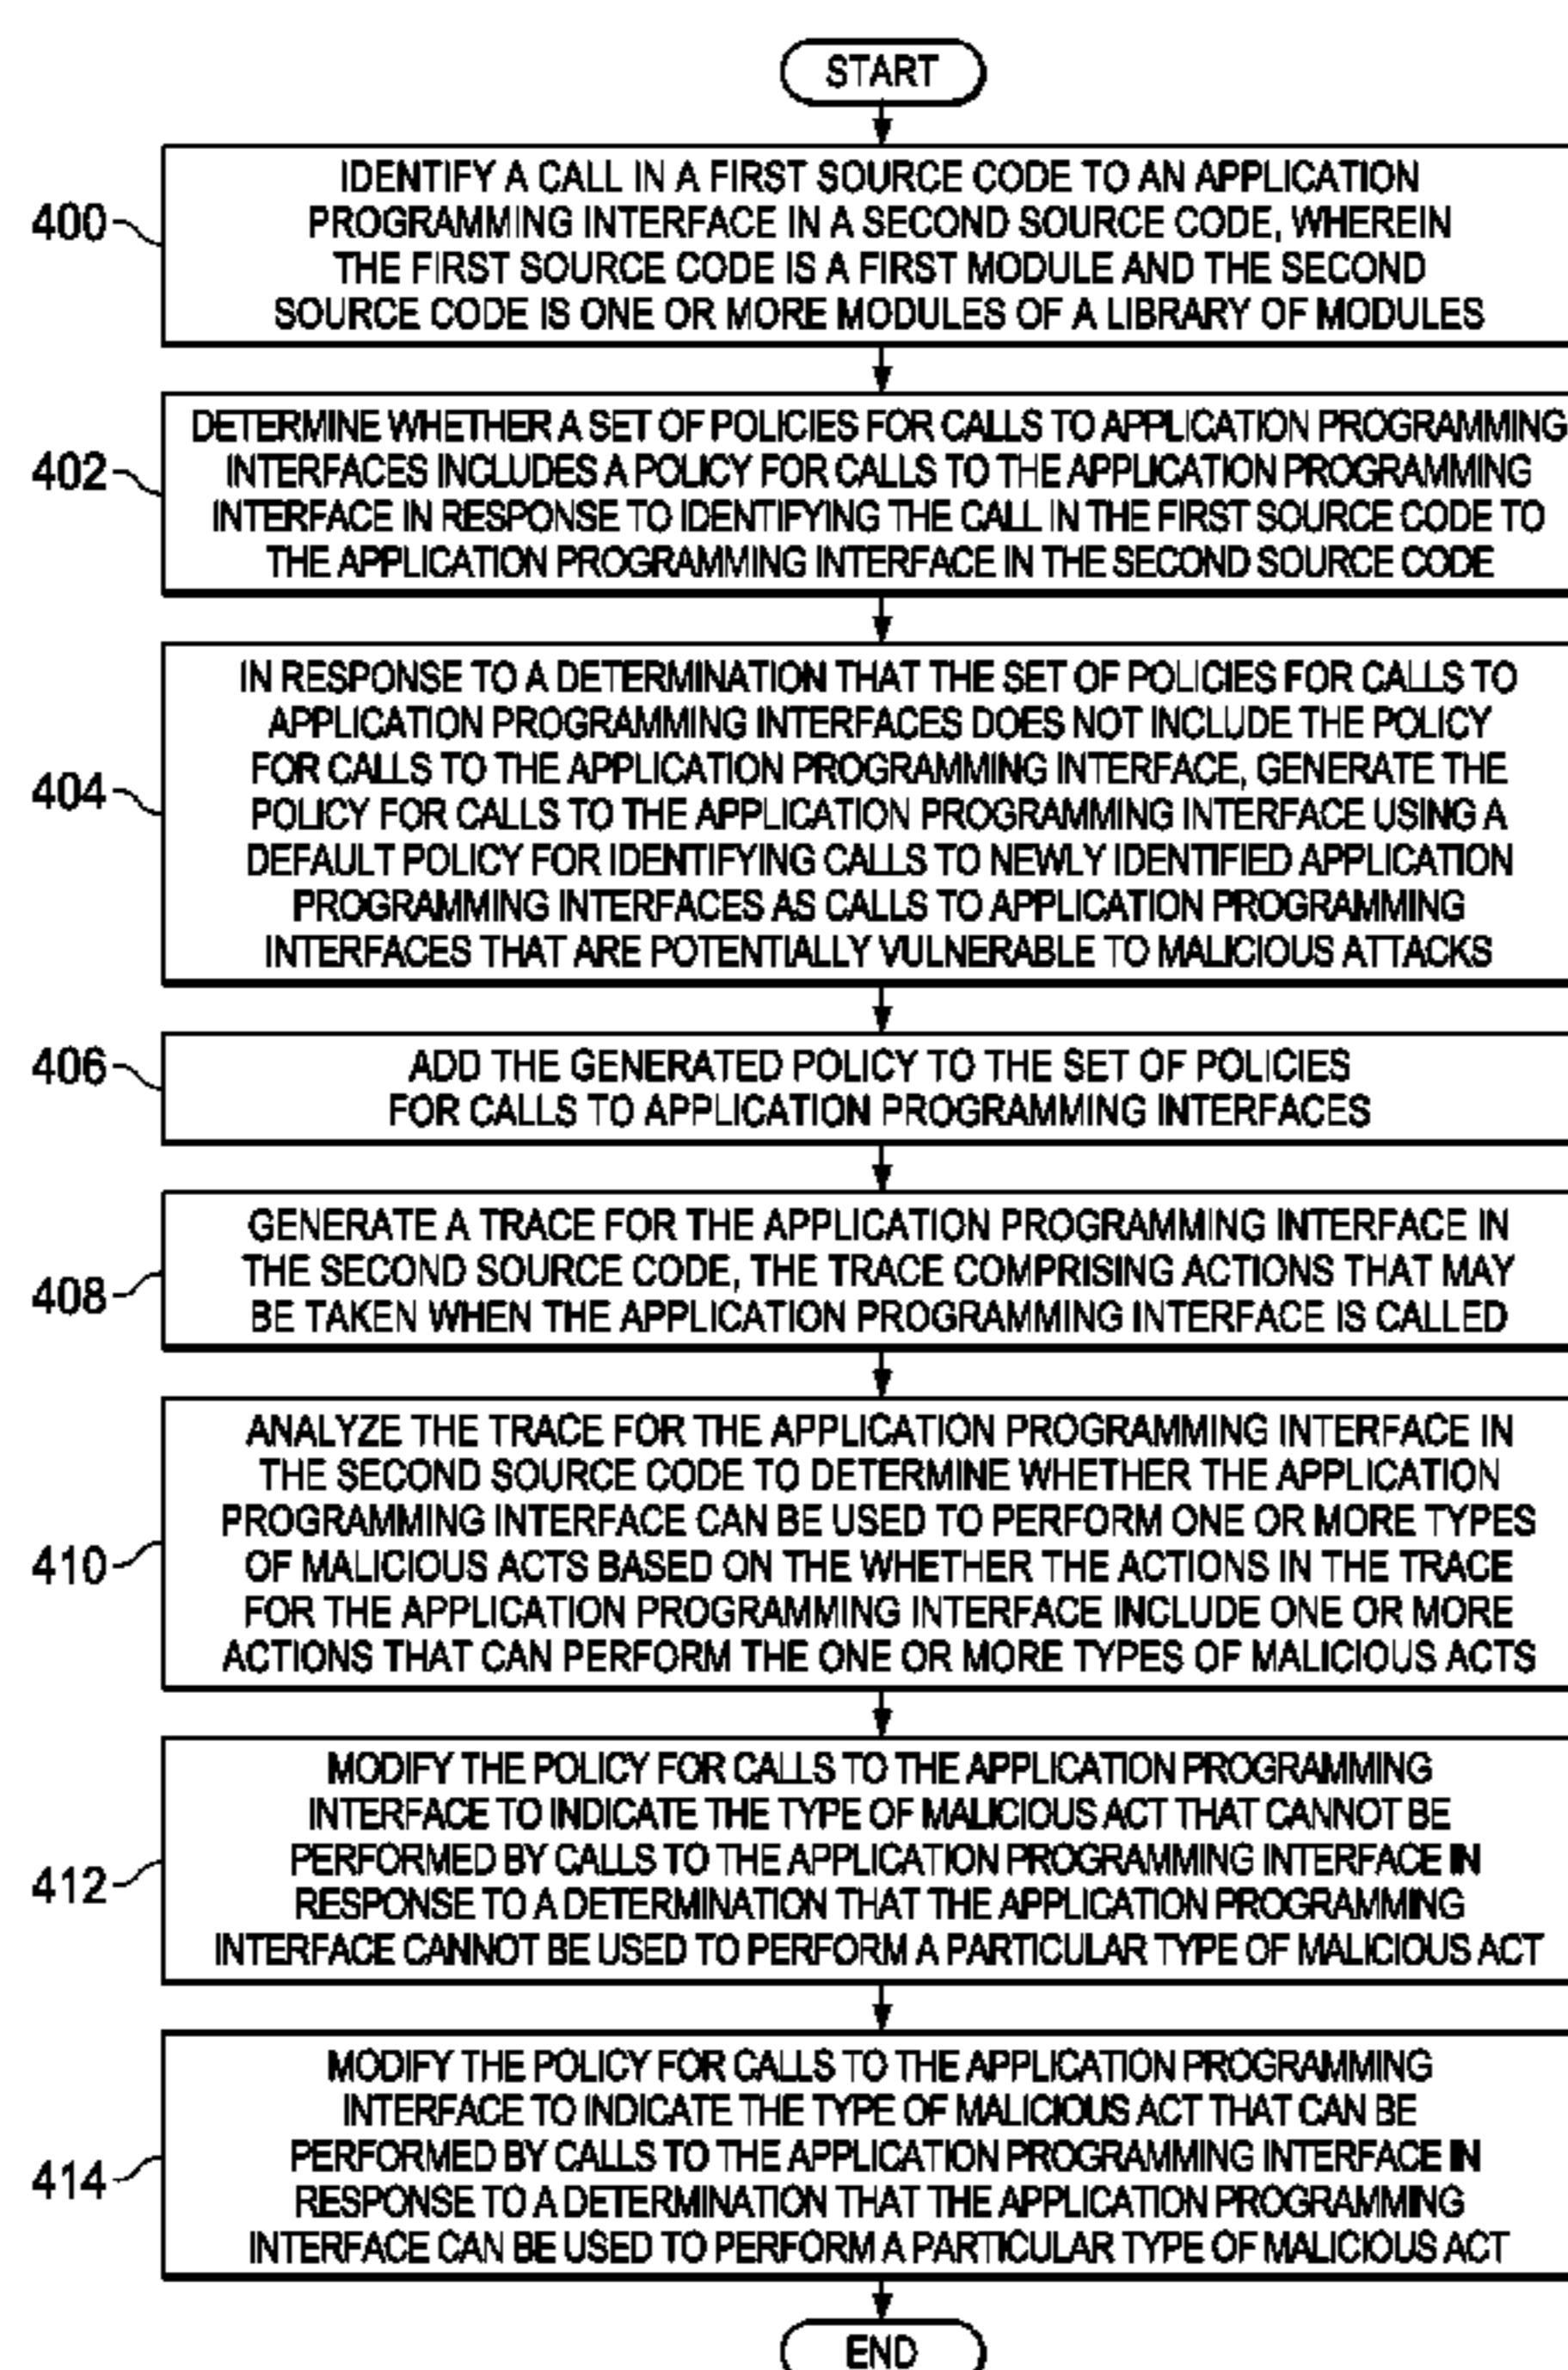 START
400
IDENTIFY A CALL IN A FIRST SOURCE CODE TO AN APPLICATION
PROGRAMMING INTERFACE IN A SECOND SOURCE CODE, WHEREIN
THE FIRST SOURCE CODE IS A FIRST MODULE AND THE SECOND
SOURCE CODE IS ONE OR MORE MODULES OF A LIBRARY OF MODULES
402
DETERMINE WHETHER A SET OF POLICIES FOR CALLS TO APPLICATION PROGRAMMING
INTERFACES INCLUDES A POLICY FOR CALLS TO THE APPLICATION PROGRAMMING
INTERFACE IN RESPONSE TO IDENTIFYING THE CALL IN THE FIRST SOURCE CODE TO
THE APPLICATION PROGRAMMING INTERFACE IN THE SECOND SOURCE CODE
404
IN RESPONSE TO A DETERMINATION THAT THE SET OF POLICIES FOR CALLS TO
APPLICATION PROGRAMMING INTERFACES DOES NOT INCLUDE THE POLICY
FOR CALLS TO THE APPLICATION PROGRAMMING INTERFACE, GENERATE THE
POLICY FOR CALLS TO THE APPLICATION PROGRAMMING INTERFACE USING A
DEFAULT POLICY FOR IDENTIFYING CALLS TO NEWLY IDENTIFIED APPLICATION
PROGRAMMING INTERFACES AS CALLS TO APPLICATION PROGRAMMING
INTERFACES THAT ARE POTENTIALLY VULNERABLE TO MALICIOUS ATTACKS
406
ADD THE GENERATED POLICY TO THE SET OF POLICIES
FOR CALLS TO APPLICATION PROGRAMMING INTERFACES
408
GENERATE A TRACE FOR THE APPLICATION PROGRAMMING INTERFACE IN
THE SECOND SOURCE CODE, THE TRACE COMPRISING ACTIONS THAT MAY
BE TAKEN WHEN THE APPLICATION PROGRAMMING INTERFACE IS CALLED
410
ANALYZE THE TRACE FOR THE APPLICATION PROGRAMMING INTERFACE IN
THE SECOND SOURCE CODE TO DETERMINE WHETHER THE APPLICATION
PROGRAMMING INTERFACE CAN BE USED TO PERFORM ONE OR MORE TYPES
OF MALICIOUS ACTS BASED ON THE WHETHER THE ACTIONS IN THE TRACE
FOR THE APPLICATION PROGRAMMING INTERFACE INCLUDE ONE OR MORE
ACTIONS THAT CAN PERFORM THE ONE OR MORE TYPES OF MALICIOUS ACTS
412
MODIFY THE POLICY FOR CALLS TO THE APPLICATION PROGRAMMING
INTERFACE TO INDICATE THE TYPE OF MALICIOUS ACT THAT CANNOT BE
PERFORMED BY CALLS TO THE APPLICATION PROGRAMMING INTERFACE IN
RESPONSE TO A DETERMINATION THAT THE APPLICATION PROGRAMMING
INTERFACE CANNOT BE USED TO PERFORM A PARTICULAR TYPE OF MALICIOUS ACT
414
MODIFY THE POLICY FOR CALLS TO THE APPLICATION PROGRAMMING
INTERFACE TO INDICATE THE TYPE OF MALICIOUS ACT THAT CAN BE
PERFORMED BY CALLS TO THE APPLICATION PROGRAMMING INTERFACE IN
RESPONSE TO A DETERMINATION THAT THE APPLICATION PROGRAMMING
INTERFACE CAN BE USED TO PERFORM A PARTICULAR TYPE OF MALICIOUS ACT
END